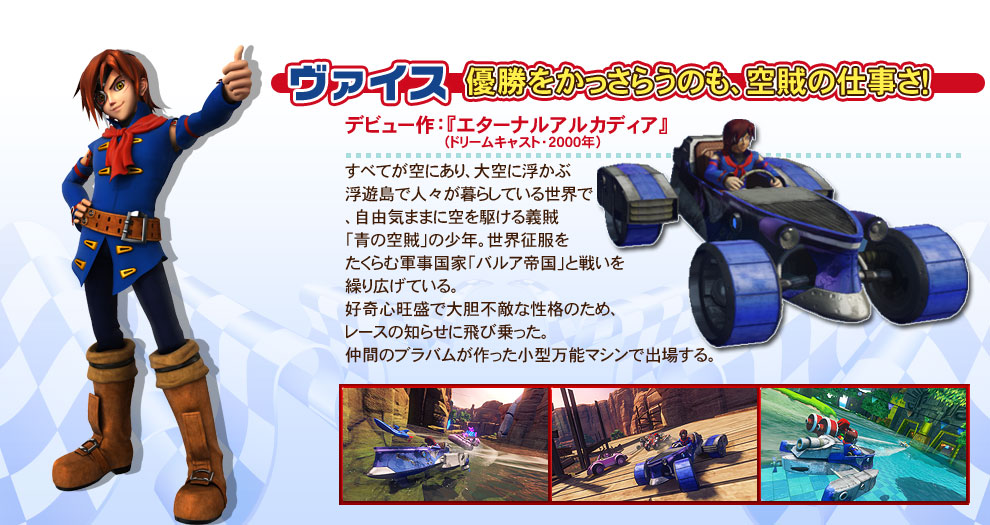 ヴァイス 優勝をかっさらうのも、空賊の仕事さ!
デビュー作：『エターナルアルカディア』
（ドリームキャスト・2000年）
すべてが空にあり、大空に浮かぶ
浮遊島で人々が暮らしている世界で
、自由気ままに空を駆ける義賊
「青の空賊」の少年。世界征服を
たくらむ軍事国家「バルア帝国」と戦いを
繰り広げている。
好奇心旺盛で大胆不敵な性格のため、
レースの知らせに飛び乗った。
仲間のブラバムが作った小型万能マシンで出場する。